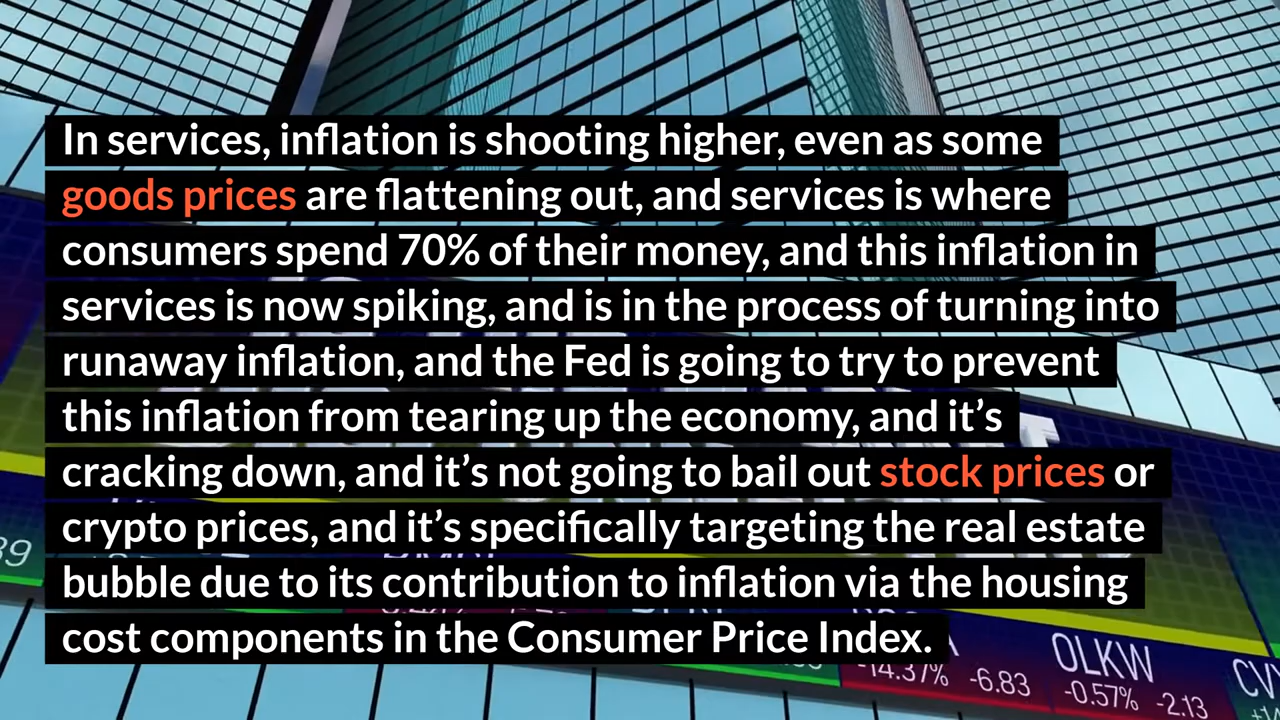 In services, inflation is shooting higher, even as some
goods prices are flattening out, and services is where
consumers spend 70% of their money, and this inflation in
services is now spiking, and is in the process of turning into
runaway inflation, and the Fed is going to try to prevent
this inflation from tearing up the economy, and it’s
cracking down, and it’s not going to bail out stock prices or
crypto prices, and it’s specifically targeting the real estate
bubble due to its contribution to inflation via the housing
cost components in the Consumer Price Index.
-14.37% -6.83
OLKW
-0.57% -2.13